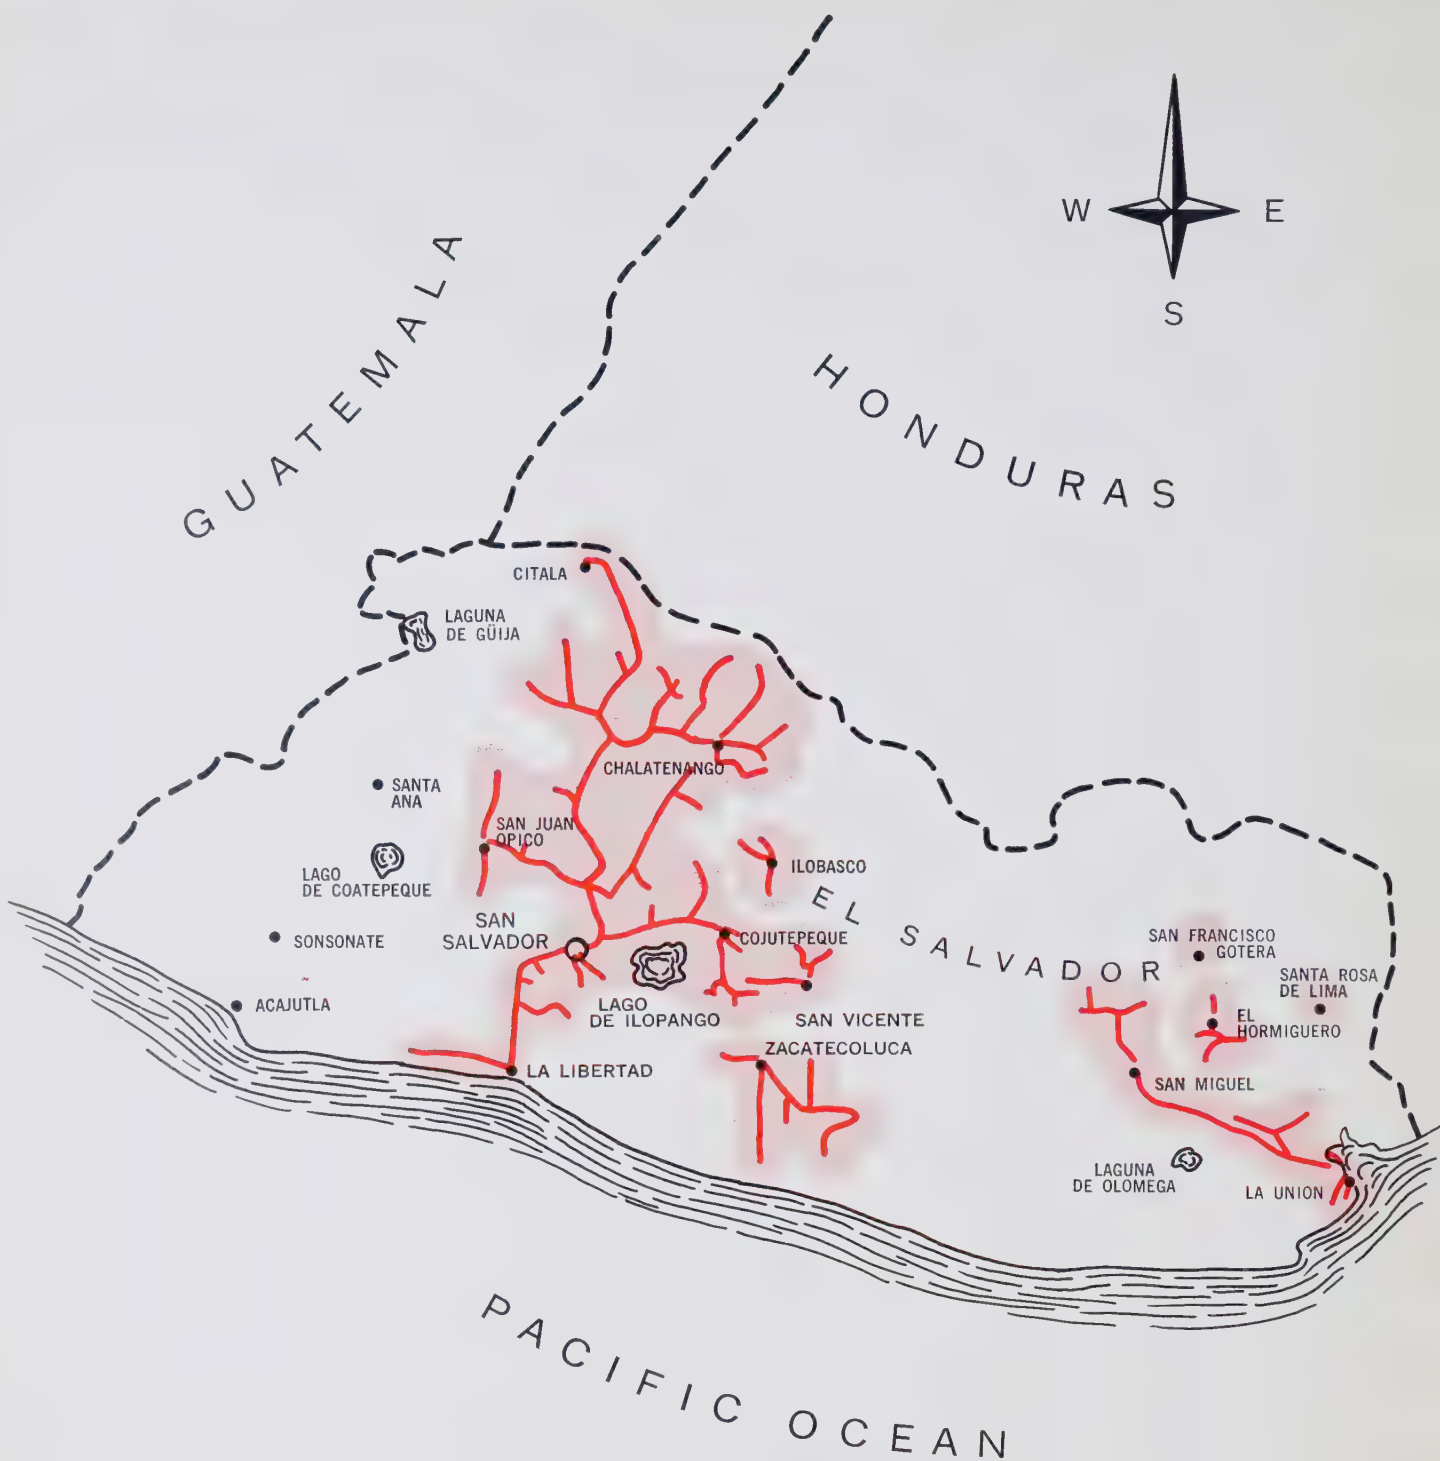 W
E
S
GUATEMALA
HONDURAS
CITALA
LAGUNA
DE GÜIJA
CHALATENANGO
SANTA
ANA
SAN JUAN
OPICO
LAGO
DE COATEPEQUE
ILOBASCO
EL SALVADOR
SAN
SALVADOR
SONSONATE
COJUTEPEQUE
SAN FRANCISCO
GOTERA
SANTA ROSA
DE LIMA
ACAJUTLA
LAGO
DE ILOPANGO
SAN VICENTE
EL
HORMIGUERO
ZACATECOLUCA
LA LIBERTAD
SAN MIGUEL
LAGUNA
DE OLOMEGA
LA UNION
PACIFIC OCEAN